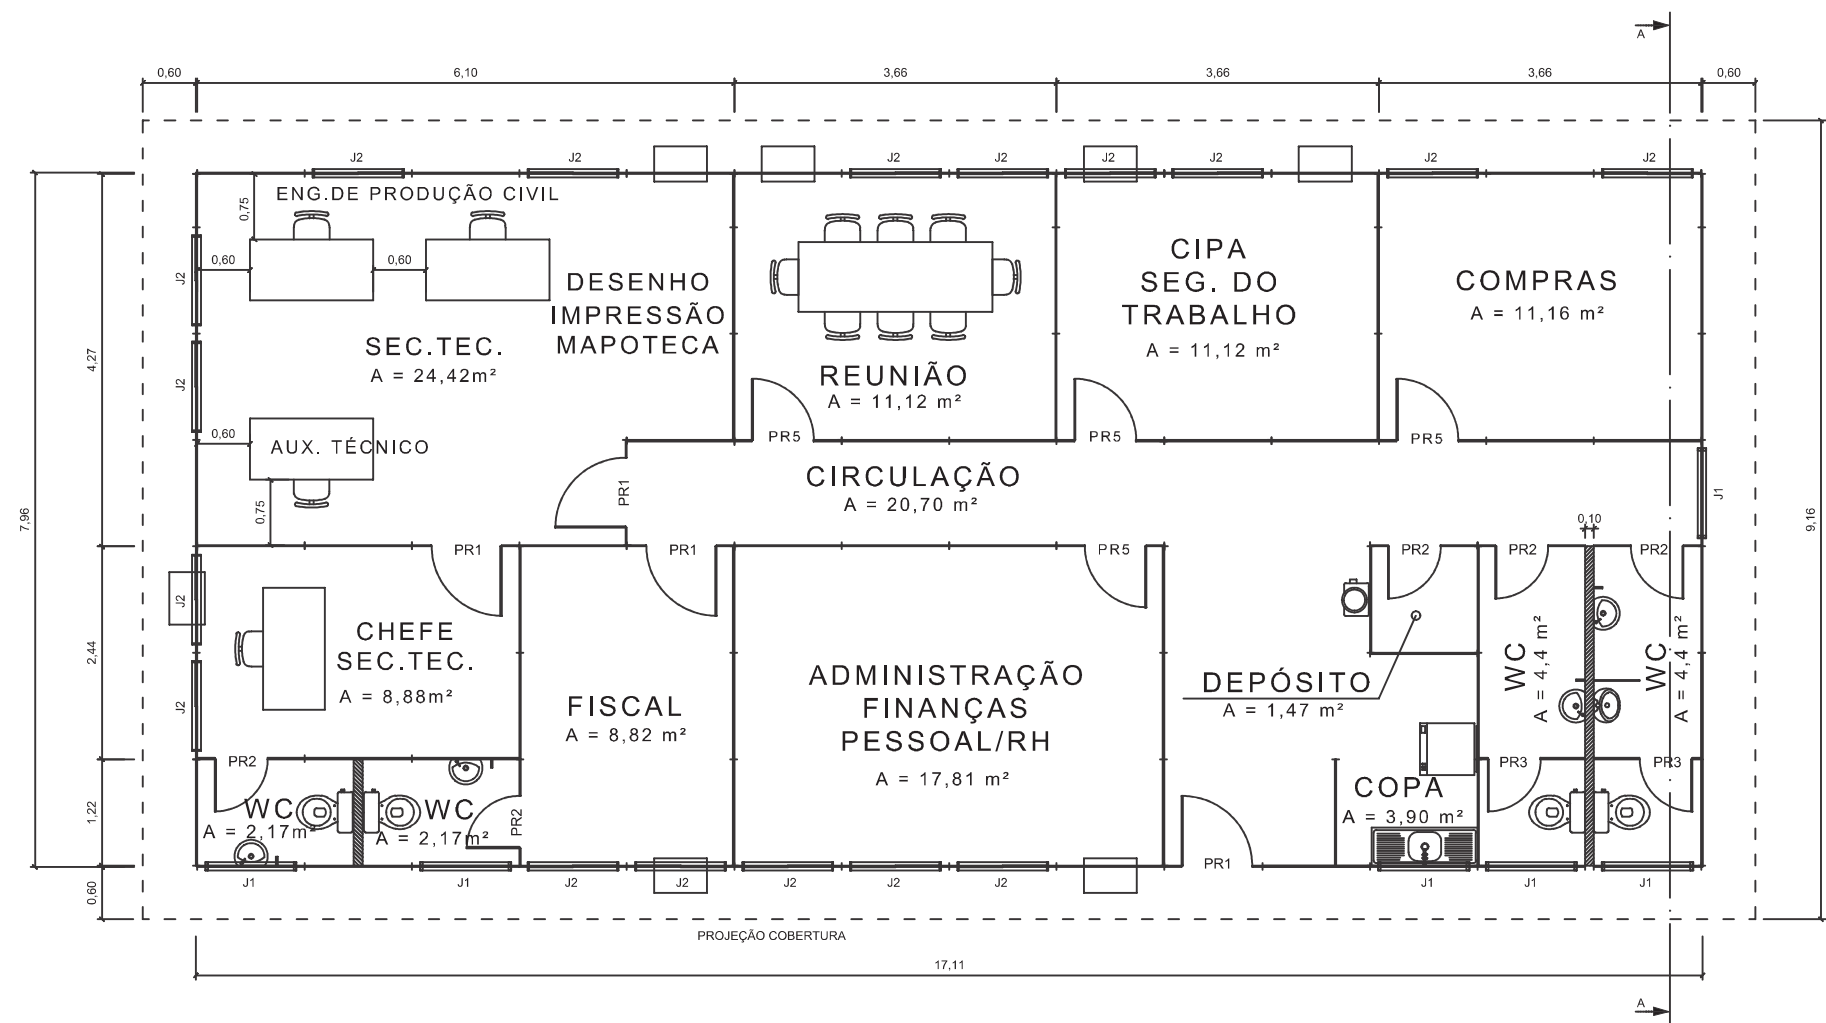 A
0,60
6,10
3,66
3,66
3,66
0,60
J2
J2
J2
J2
J2
J2
J2
J2
ENG.DE PRODUÇÃO CIVIL
0,75
0,60
0,60
J2
DESENHO
IMPRESSÃO
MAPOTECA
SEC.TEC.
A = 24,42m²
REUNIÃO
A = 11,12 m²
CIPA
SEG. DO
TRABALHO
A = 11,12 m²
COMPRAS
A = 11,16 m²
4,27
J2
0,60
AUX. TÉCNICO
0,75
PR5
PR5
PR5
CIRCULAÇÃO
A = 20,70 m²
PR1
J1
7,96
9,16
0,10
PR1
PR1
PR5
PR2
PR2
PR2
J2
CHEFE
SEC.TEC.
A = 8,88m²
2,44
J2
FISCAL
A = 8,82 m²
ADMINISTRAÇÃO
FINANÇAS
PESSOAL/RH
A = 17,81 m²
DEPÓSITO
A = 1,47 m²
WC
A = 4,4 m²
WC
A = 4,4 m²
PR2
PR3
PR3
COPA
A = 3,90 m²
1,22
WC
A = 2,17m²
WC
A = 2,17m²
PR2
PR1
J1
J1
J2
J2
J2
J2
J2
J1
J1
J1
0,60
PROJEÇÃO COBERTURA
17,11
A